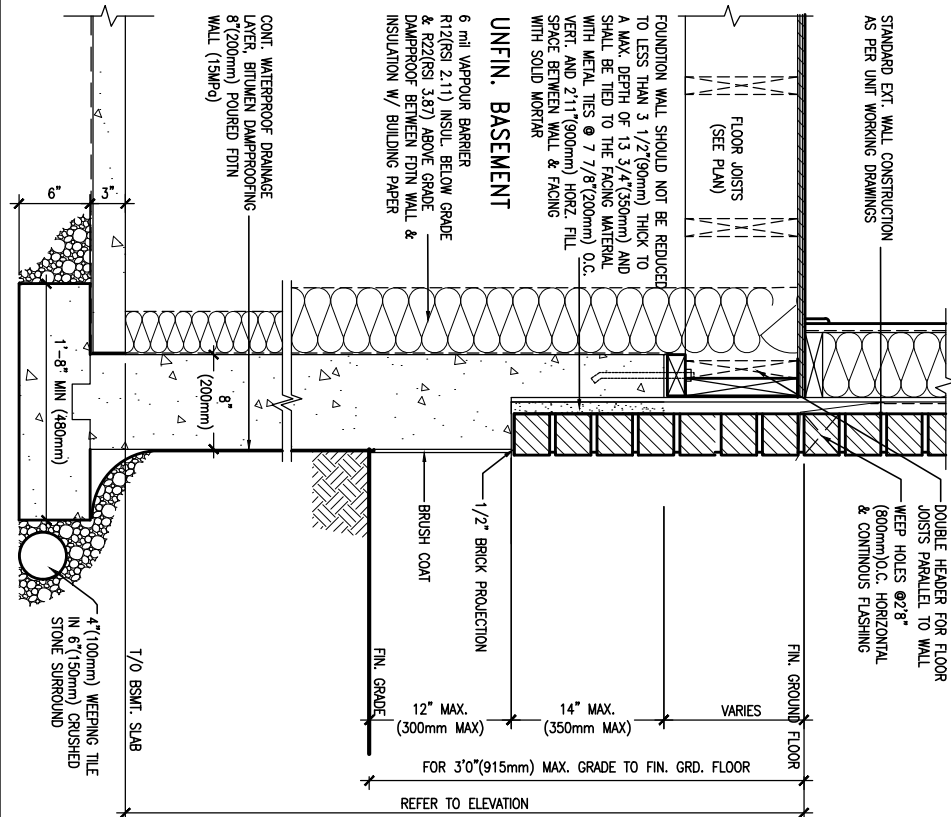 STANDARD EXT. WALL CONSTRUCTION
AS PER UNIT WORKING DRAWINGS
FLOOR JOISTS
(SEE PLAN)
FOUNDTION WALL SHOULD NOT BE REDUCED
TO LESS THAN 3 1/2"(90mm) THICK TO
A MAX. DEPTH OF 13 3/4"(350mm) AND
SHALL BE TIED TO THE FACING MATERIAL
WITH METAL TIES @ 7 7/8"(200mm) O.C.
VERT. AND 2'11"(900mm) HORZ. FILL
SPACE BETWEEN WALL & FACING
WITH SOLID MORTAR
UNFIN. BASEMENT
6 mil VAPPOUR BARRIER
R12(RSI 2.11) INSUL. BELOW GRADE
& R22(RSI 3.87) ABOVE GRADE
DAMPPROOF BETWEEN FDTN WALL &
INSULATION W/ BUILDING PAPER
CONT. WATERPROOF DRAINAGE
LAYER, BITUMEN DAMPPROOFING
8"(200mm) POURED FDTN
WALL (15MPa)
6"
3"
1'-8" MIN (480mm)
8"
(200mm)
DOUBLE HEADER FOR FLOOR
JOISTS PARALLEL TO WALL
WEEP HOLES @2'8"
(800mm)O.C. HORIZONTAL
& CONTINOUS FLASHING
1/2" BRICK PROJECTION
BRUSH COAT
4"(100mm) WEEPING TILE
IN 6"(150mm) CRUSHED
STONE SURROUND
T/O BSMT. SLAB
FIN. GRADE
FIN. GROUND FLOOR
12" MAX.
(300mm MAX)
14" MAX.
(350mm MAX)
VARIES
FOR 3'0"(915mm) MAX. GRADE TO FIN. GRD. FLOOR
REFER TO ELEVATION